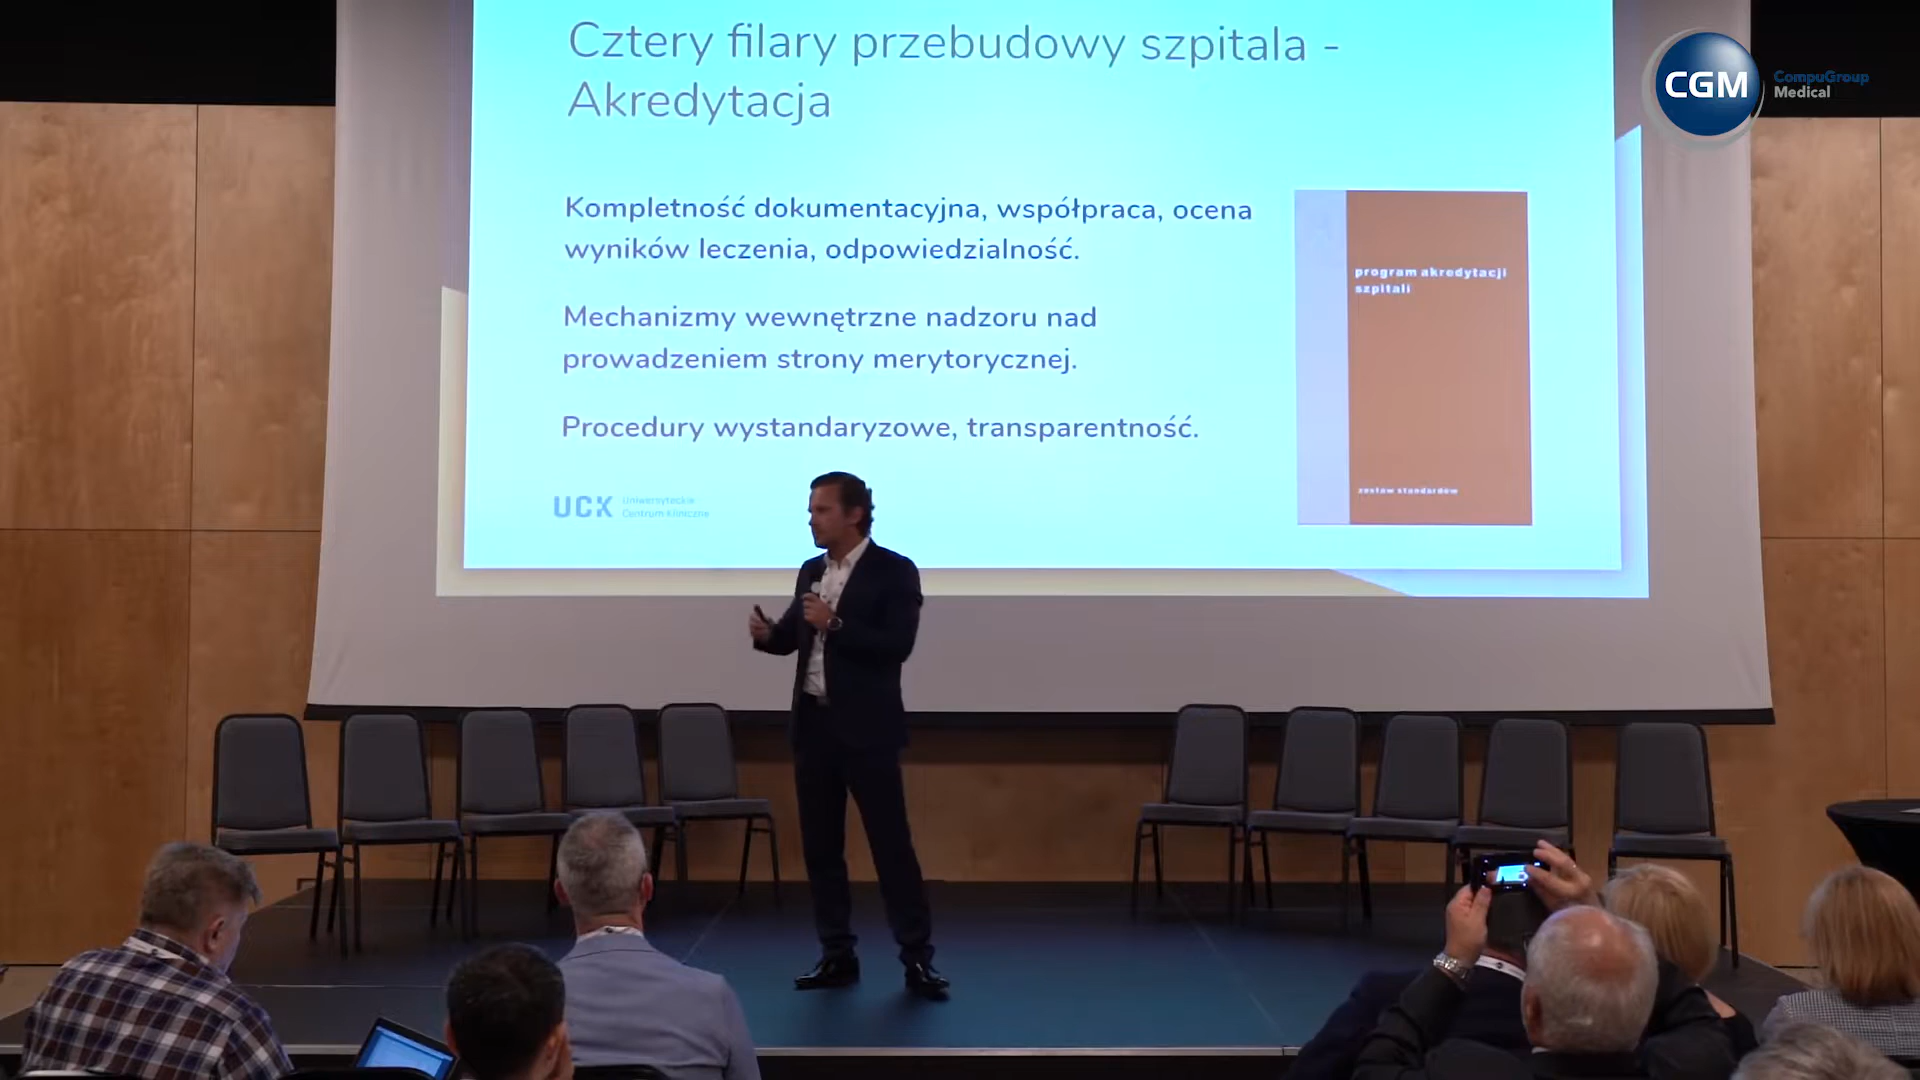 Cztery filary przebudowy szpitala -
Akredytacja
CGM
CompuGroup
Medical
Kompletność dokumentacyjna, współpraca, ocena
wyników leczenia, odpowiedzialność.
Mechanizmy wewnętrzne nadzoru nad
prowadzeniem strony merytorycznej.
Procedury wystandaryzowe, transparentność.
program akredytacji
szpitali
zestaw standardów
UCK
Uniwersyteckie
Centrum Kliniczne